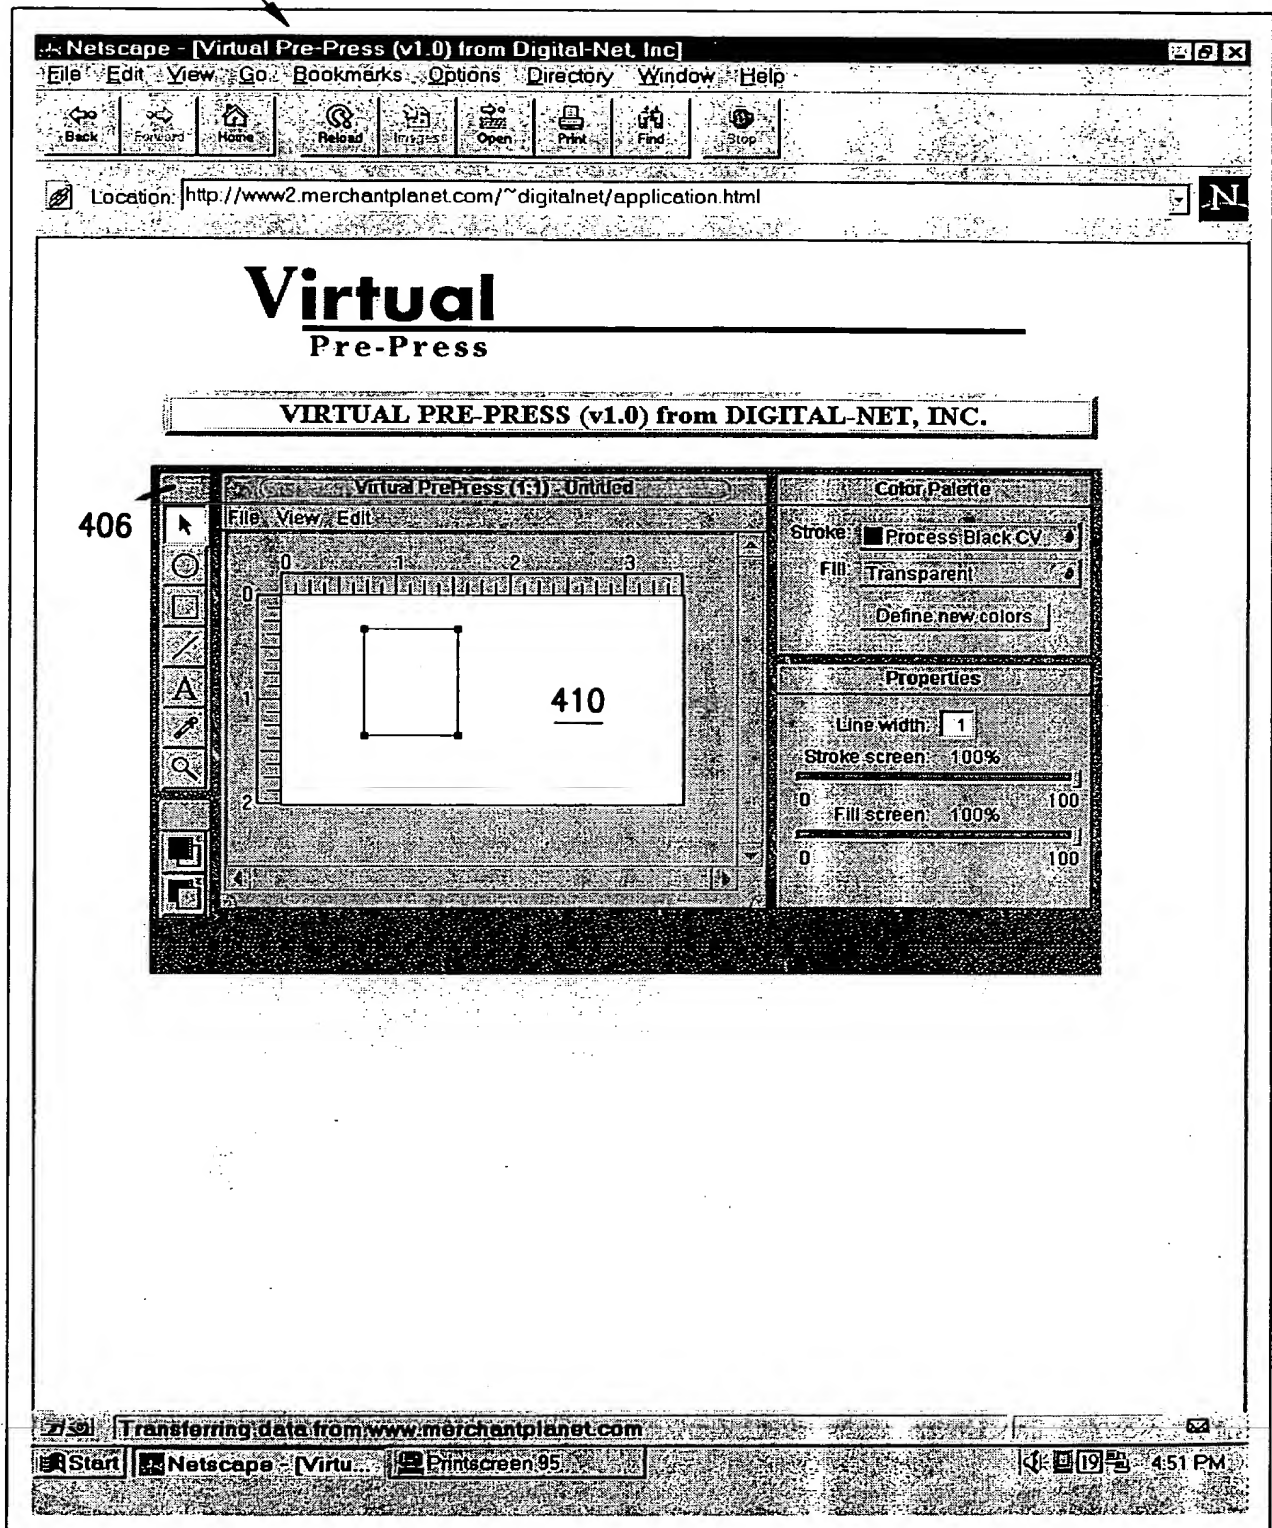 Netscape - [Virtual Pre-Press (v1.0) from Digital-Net, Inc]
File Edit View Go Bookmarks Options Directory Window Help
Back Forward Home Reload Images Open Print Find Stop
Location: http://www2.merchantplanet.com/~digitalnet/application.html
N
Virtual
Pre-Press
VIRTUAL PRE-PRESS (v1.0) from DIGITAL-NET, INC.
406
Virtual PrePress (1:1) - Untitled
File View Edit
0 1 2 3
0
1
2
A
410
Color Palette
Stroke: Process Black CV
Fill: Transparent
Define new colors
Properties
Line width: 1
Stroke screen: 100%
0 100
Fill screen: 100%
0 100
Transferring data from www.merchantplanet.com
Start Netscape - [Virtu... Printscreen 95 19 4:51 PM